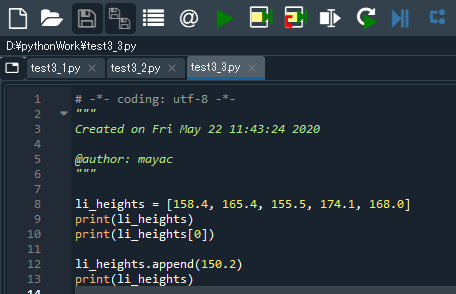 D:¥pythonWork¥test3_3.py
test3_1.py × test3_2.py × test3_3.py ×
1 # -*- coding: utf-8 -*-
2 """
3 Created on Fri May 22 11:43:24 2020
4
5 @author: mayac
6 """
7
8 li_heights = [158.4, 165.4, 155.5, 174.1, 168.0]
9 print(li_heights)
10 print(li_heights[0])
11
12 li_heights.append(150.2)
13 print(li_heights)
14